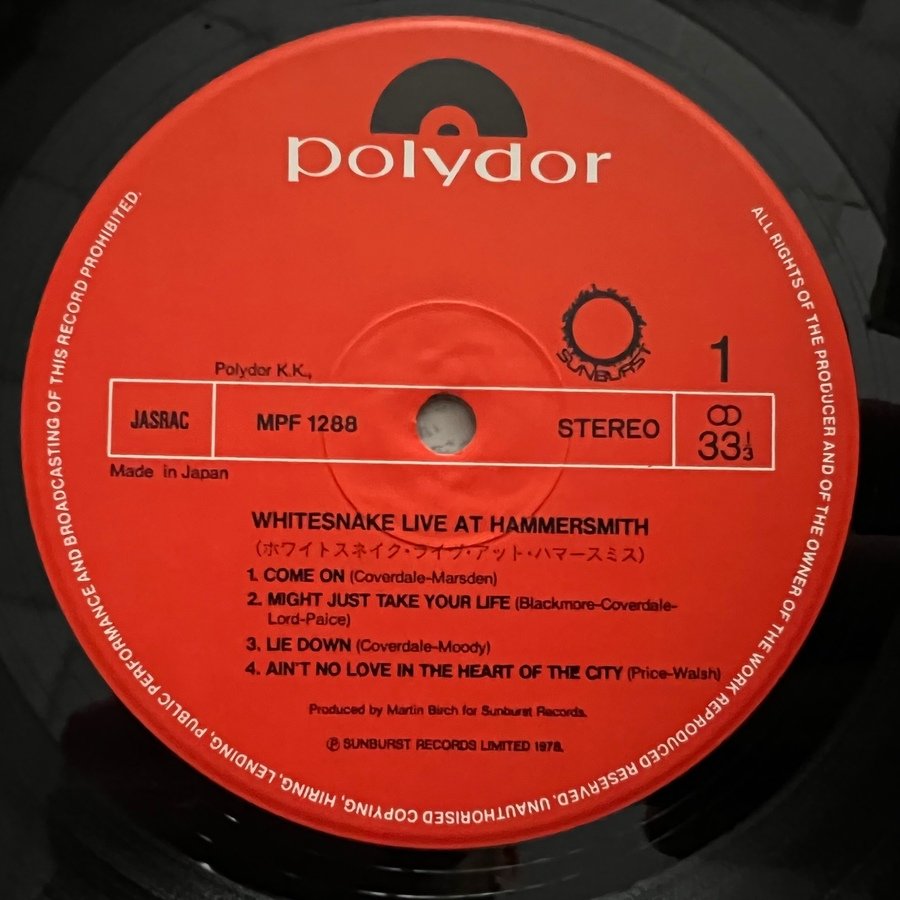 polydor
SUNBURST
1
Polydor K.K.,
JASRAC
MPF 1288
STEREO
33 1/3
Made in Japan
WHITESNAKE LIVE AT HAMMERSMITH
(ホワイトスネイク・ライヴ・アット・ハマースミス)
1. COME ON (Coverdale-Marsden)
2. MIGHT JUST TAKE YOUR LIFE (Blackmore-Coverdale-
Lord-Paice)
3. LIE DOWN (Coverdale-Moody)
4. AIN'T NO LOVE IN THE HEART OF THE CITY (Price-Walsh)
Produced by Martin Birch for Sunburst Records.
Ⓟ SUNBURST RECORDS LIMITED 1978.
ALL RIGHTS OF THE PRODUCER AND OF THE OWNER OF THE WORK REPRODUCED RESERVED. UNAUTHORISED COPYING, HIRING, LENDING, PUBLIC PERFORMANCE AND BROADCASTING OF THIS RECORD PROHIBITED.